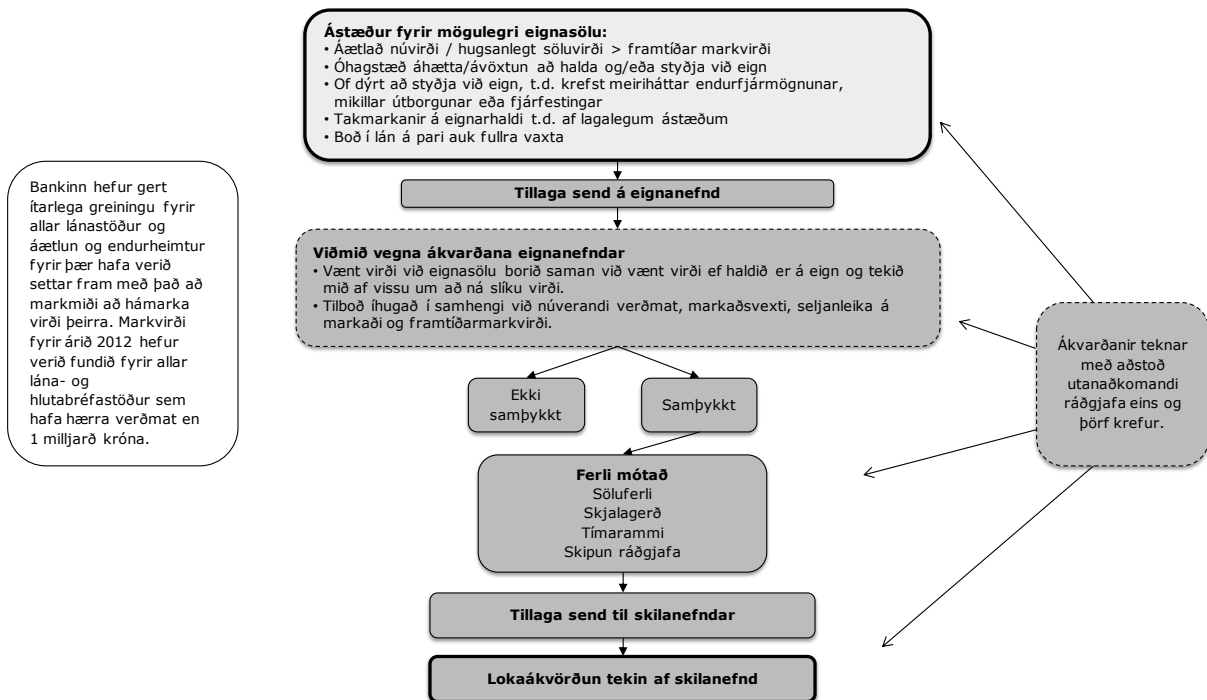 Ástæður fyrir mögulegri eignasölu:
• Áætlað núvirði / hugsanlegt söluvirði > framtíðar markvirði
• Óhagstæð áhætta/ávöxtun að halda og/eða styðja við eign
• Of dýrt að styðja við eign, t.d. krefst meiriháttar endurfjármögnunar,
mikillar útborgunar eða fjárfestingar
• Takmarkanir á eignarhaldi t.d. af lagalegum ástæðum
• Boð í lán á pari auk fullra vaxta
Tillaga send á eignanefnd
Bankinn hefur gert
ítarlega greiningu fyrir
allar lánastöður og
áætlun og endurheimtur
fyrir þær hafa verið
settar fram með það að
markmiði að hámarka
virði þeirra. Markvirði
fyrir árið 2012 hefur
verið fundið fyrir allar
lána- og
hlutabréfastöður sem
hafa hærra verðmat en
1 milljarð króna.
Viðmið vegna ákvarðana eignanefndar
• Vænt virði við eignasölu borið saman við vænt virði ef haldið er á eign og tekið
mið af vissu um að ná slíku virði.
• Tilboð íhugað í samhengi við núverandi verðmat, markaðsvexti, seljanleika á
markaði og framtíðarmarkvirði.
Ákvarðanir teknar
með aðstoð
utanaðkomandi
ráðgjafa eins og
þörf krefur.
Ekki
samþykkt
Samþykkt
Ferli mótað
Söluferli
Skjalagerð
Tímarammi
Skipun ráðgjafa
Tillaga send til skilanefndar
Lokaákvörðun tekin af skilanefnd